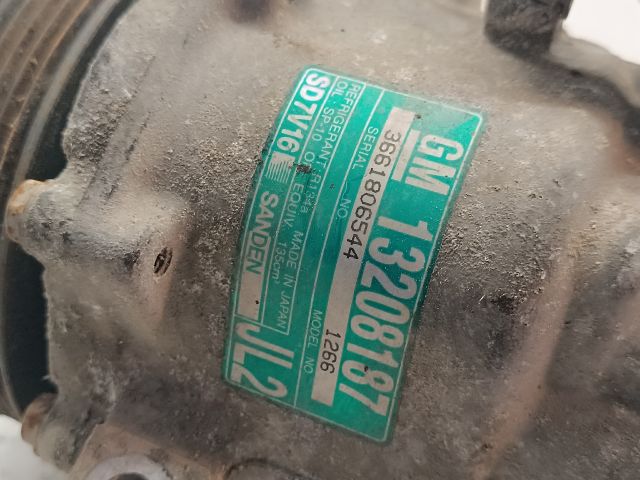 GM 13208187
SERIAL NO. MODEL NO.
3661806544 1266
REFRIGERANT: R134a MADE IN JAPAN
OIL: SP-10 OR EQUIV. 135cm³
SD7V16 SANDEN JL2